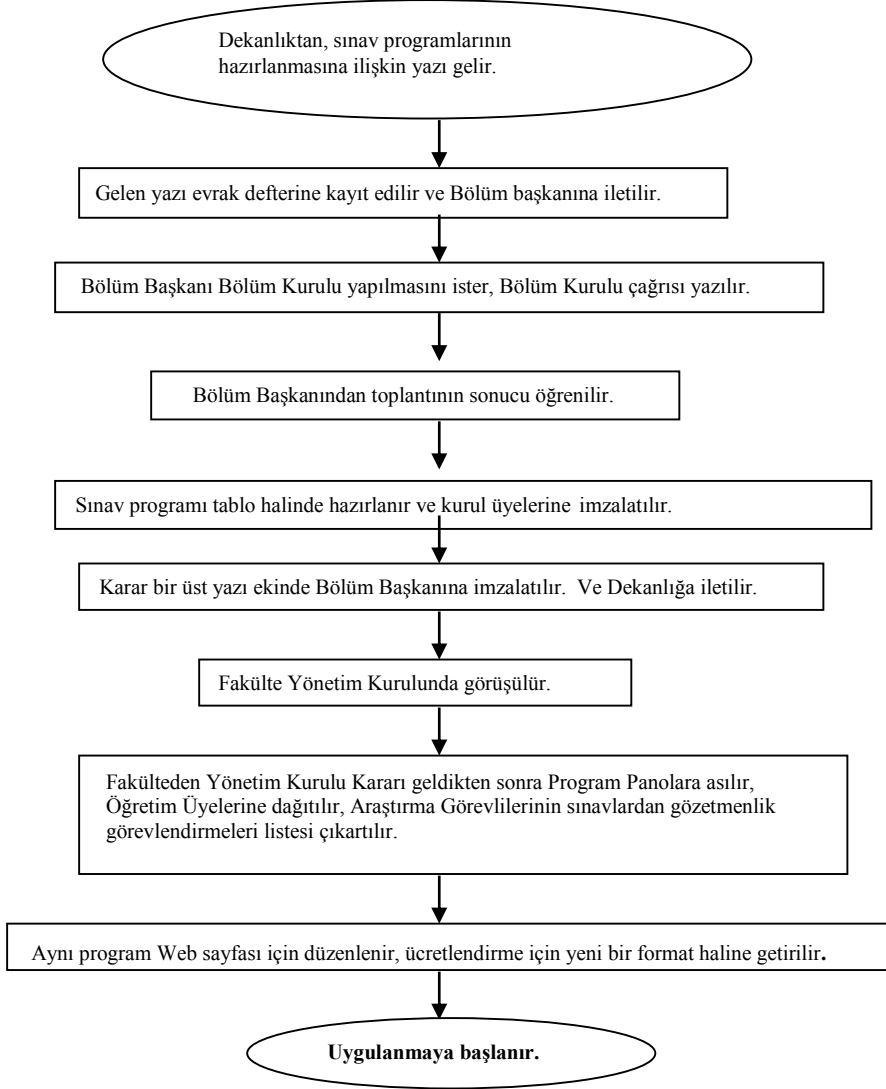 Dekanlıktan, sınav programlarının
hazırlanmasına ilişkin yazı gelir.
Gelen yazı evrak defterine kayıt edilir ve Bölüm başkanına iletilir.
Bölüm Başkanı Bölüm Kurulu yapılmasını ister, Bölüm Kurulu çağrısı yazılır.
Bölüm Başkanından toplantının sonucu öğrenilir.
Sınav programı tablo halinde hazırlanır ve kurul üyelerine imzalatılır.
Karar bir üst yazı ekinde Bölüm Başkanına imzalatılır. Ve Dekanlığa iletilir.
Fakülte Yönetim Kurulunda görüşülür.
Fakülteden Yönetim Kurulu Kararı geldikten sonra Program Panolara asılır,
Öğretim Üyelerine dağıtılır, Araştırma Görevlilerinin sınavlardan gözetmenlik
görevlendirmeleri listesi çıkartılır.
Aynı program Web sayfası için düzenlenir, ücretlendirme için yeni bir format haline getirilir.
Uygulanmaya başlanır.